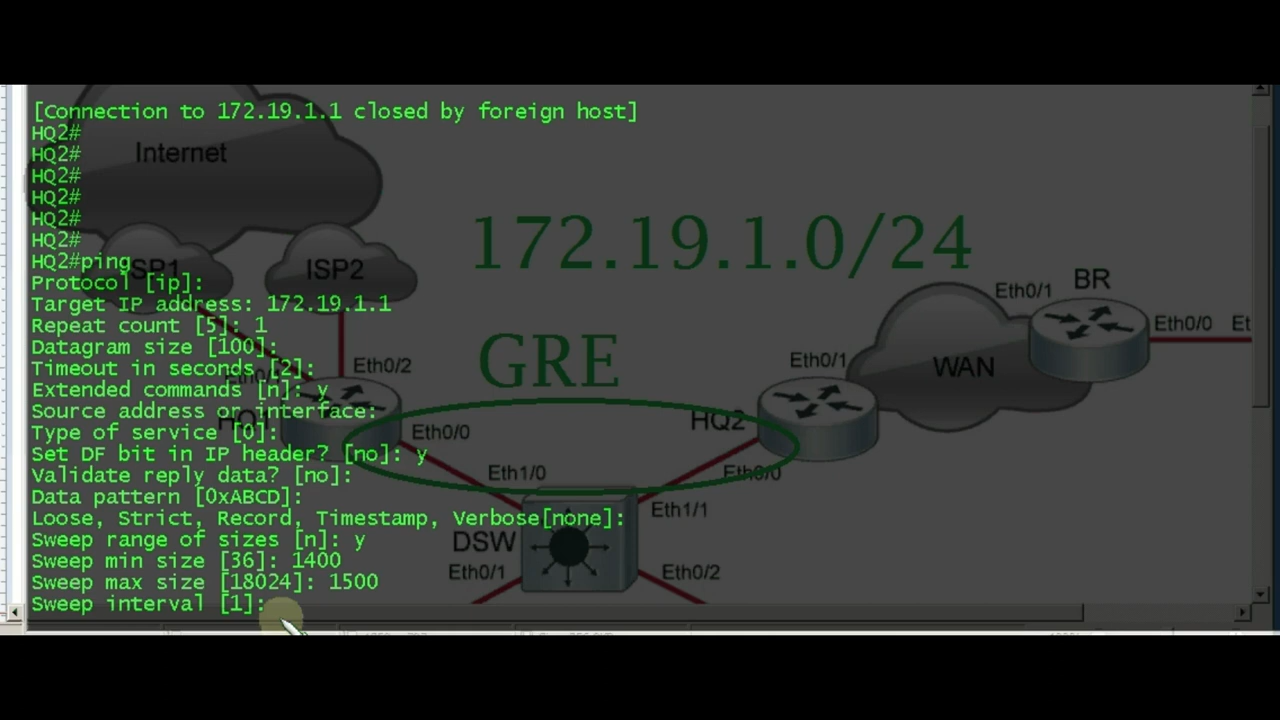 [Connection to 172.19.1.1 closed by foreign host]
HQ2#
HQ2#
HQ2#
HQ2#
HQ2#
HQ2#
HQ2#ping
Protocol [ip]:
Target IP address: 172.19.1.1
Repeat count [5]: 1
Datagram size [100]:
Timeout in seconds [2]:
Extended commands [n]: y
Source address or interface:
Type of service [0]:
Set DF bit in IP header? [no]: y
Validate reply data? [no]:
Data pattern [0xABCD]:
Loose, Strict, Record, Timestamp, Verbose[none]:
Sweep range of sizes [n]: y
Sweep min size [36]: 1400
Sweep max size [18024]: 1500
Sweep interval [1]:
Internet
ISP2
172.19.1.0/24
GRE
Eth0/2
Eth0/0
Eth1/0
HQ2
Eth0/1
Eth0/0
Eth1/1
DSW
Eth0/1
Eth0/2
WAN
Eth0/1
BR
Eth0/0
Et